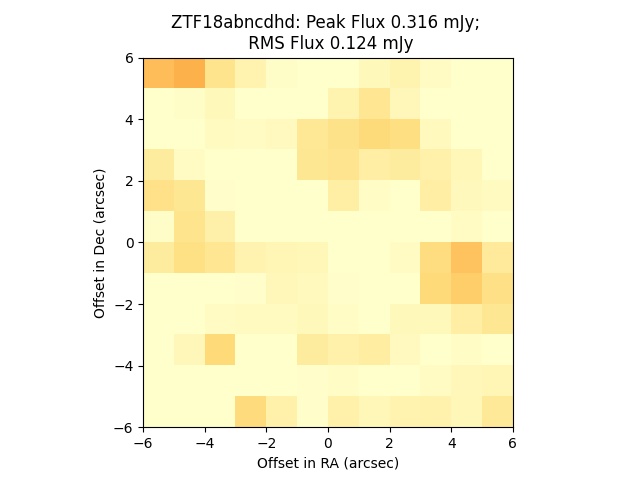 ZTF18abncdhd: Peak Flux 0.316 mJy;
RMS Flux 0.124 mJy
6
4
2
0
−2
−4
−6
Offset in Dec (arcsec)
−6 −4 −2 0 2 4 6
Offset in RA (arcsec)